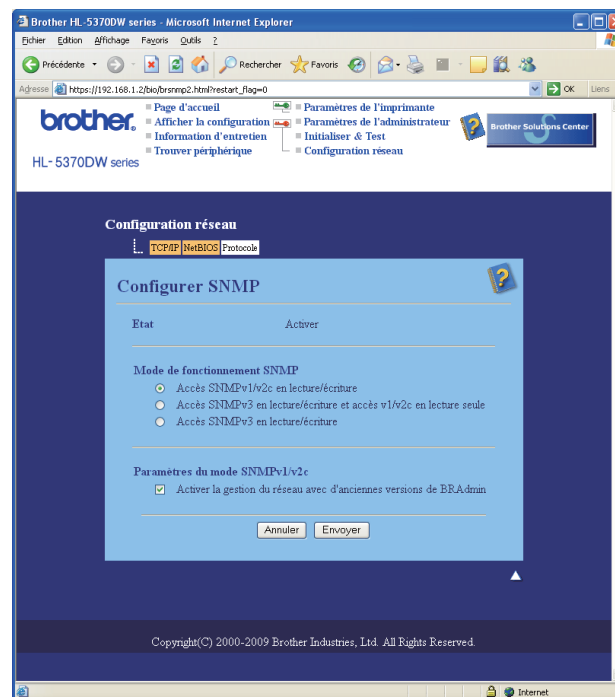 Brother HL-5370DW series - Microsoft Internet Explorer
Fichier Edition Affichage Favoris Outils ?
Précédente Rechercher Favoris
Adresse https://192.168.1.2/bio/brsnmp2.html?restart_flag=0 OK Liens
brother.
HL-5370DW series
Page d'accueil
Afficher la configuration
Information d'entretien
Trouver périphérique
Paramètres de l'imprimante
Paramètres de l'administrateur
Initialiser & Test
Configuration réseau
Brother Solutions Center
Configuration réseau
TCP/IP NetBIOS Protocole
Configurer SNMP
Etat Activer
Mode de fonctionnement SNMP
Accès SNMPv1/v2c en lecture/écriture
Accès SNMPv3 en lecture/écriture et accès v1/v2c en lecture seule
Accès SNMPv3 en lecture/écriture
Paramètres du mode SNMPv1/v2c
Activer la gestion du réseau avec d'anciennes versions de BRAdmin
Annuler Envoyer
Copyright(C) 2000-2009 Brother Industries, Ltd. All Rights Reserved.
Internet